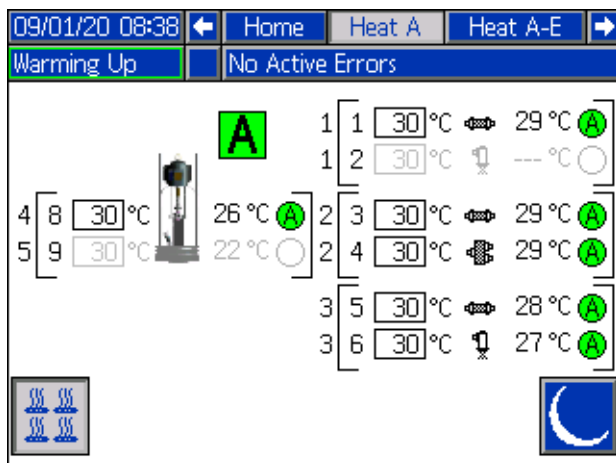 09/01/20 08:38 Home Heat A Heat A-E
Warming Up No Active Errors
A
1 1 30 °C 29 °C A
1 2 30 °C --- °C
4 8 30 °C 26 °C A
5 9 30 °C 22 °C
2 3 30 °C 29 °C A
2 4 30 °C 29 °C A
3 5 30 °C 28 °C A
3 6 30 °C 27 °C A